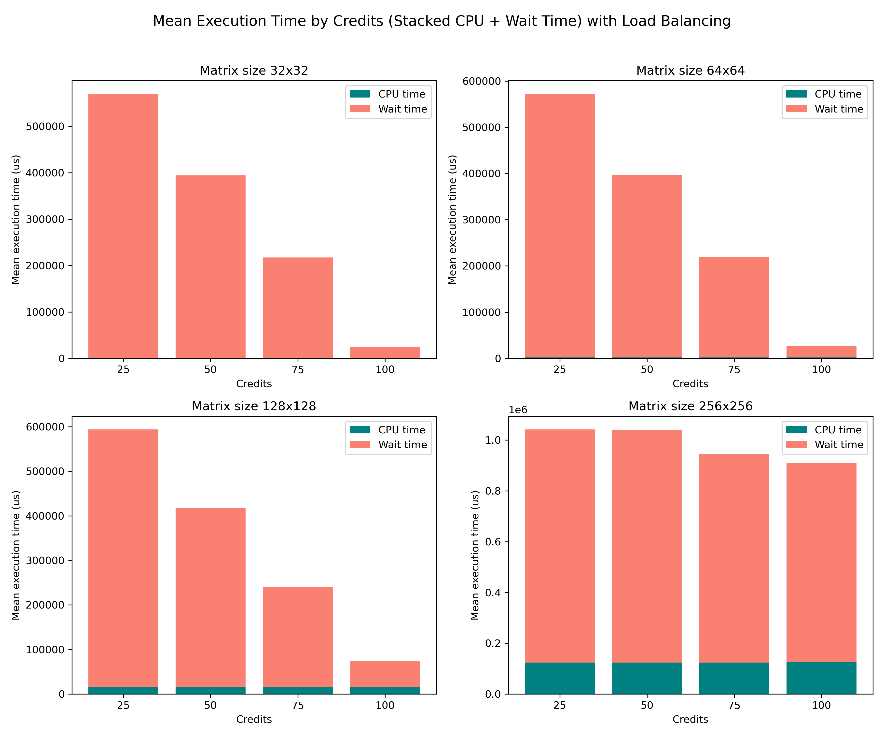 Mean Execution Time by Credits (Stacked CPU + Wait Time) with Load Balancing
Matrix size 32x32
CPU time
Wait time
500000
400000
300000
200000
100000
0
Mean execution time (us)
25 50 75 100
Credits
Matrix size 64x64
CPU time
Wait time
600000
500000
400000
300000
200000
100000
0
Mean execution time (us)
25 50 75 100
Credits
Matrix size 128x128
CPU time
Wait time
600000
500000
400000
300000
200000
100000
0
Mean execution time (us)
25 50 75 100
Credits
Matrix size 256x256
1e6
CPU time
Wait time
1.0
0.8
0.6
0.4
0.2
0.0
Mean execution time (us)
25 50 75 100
Credits